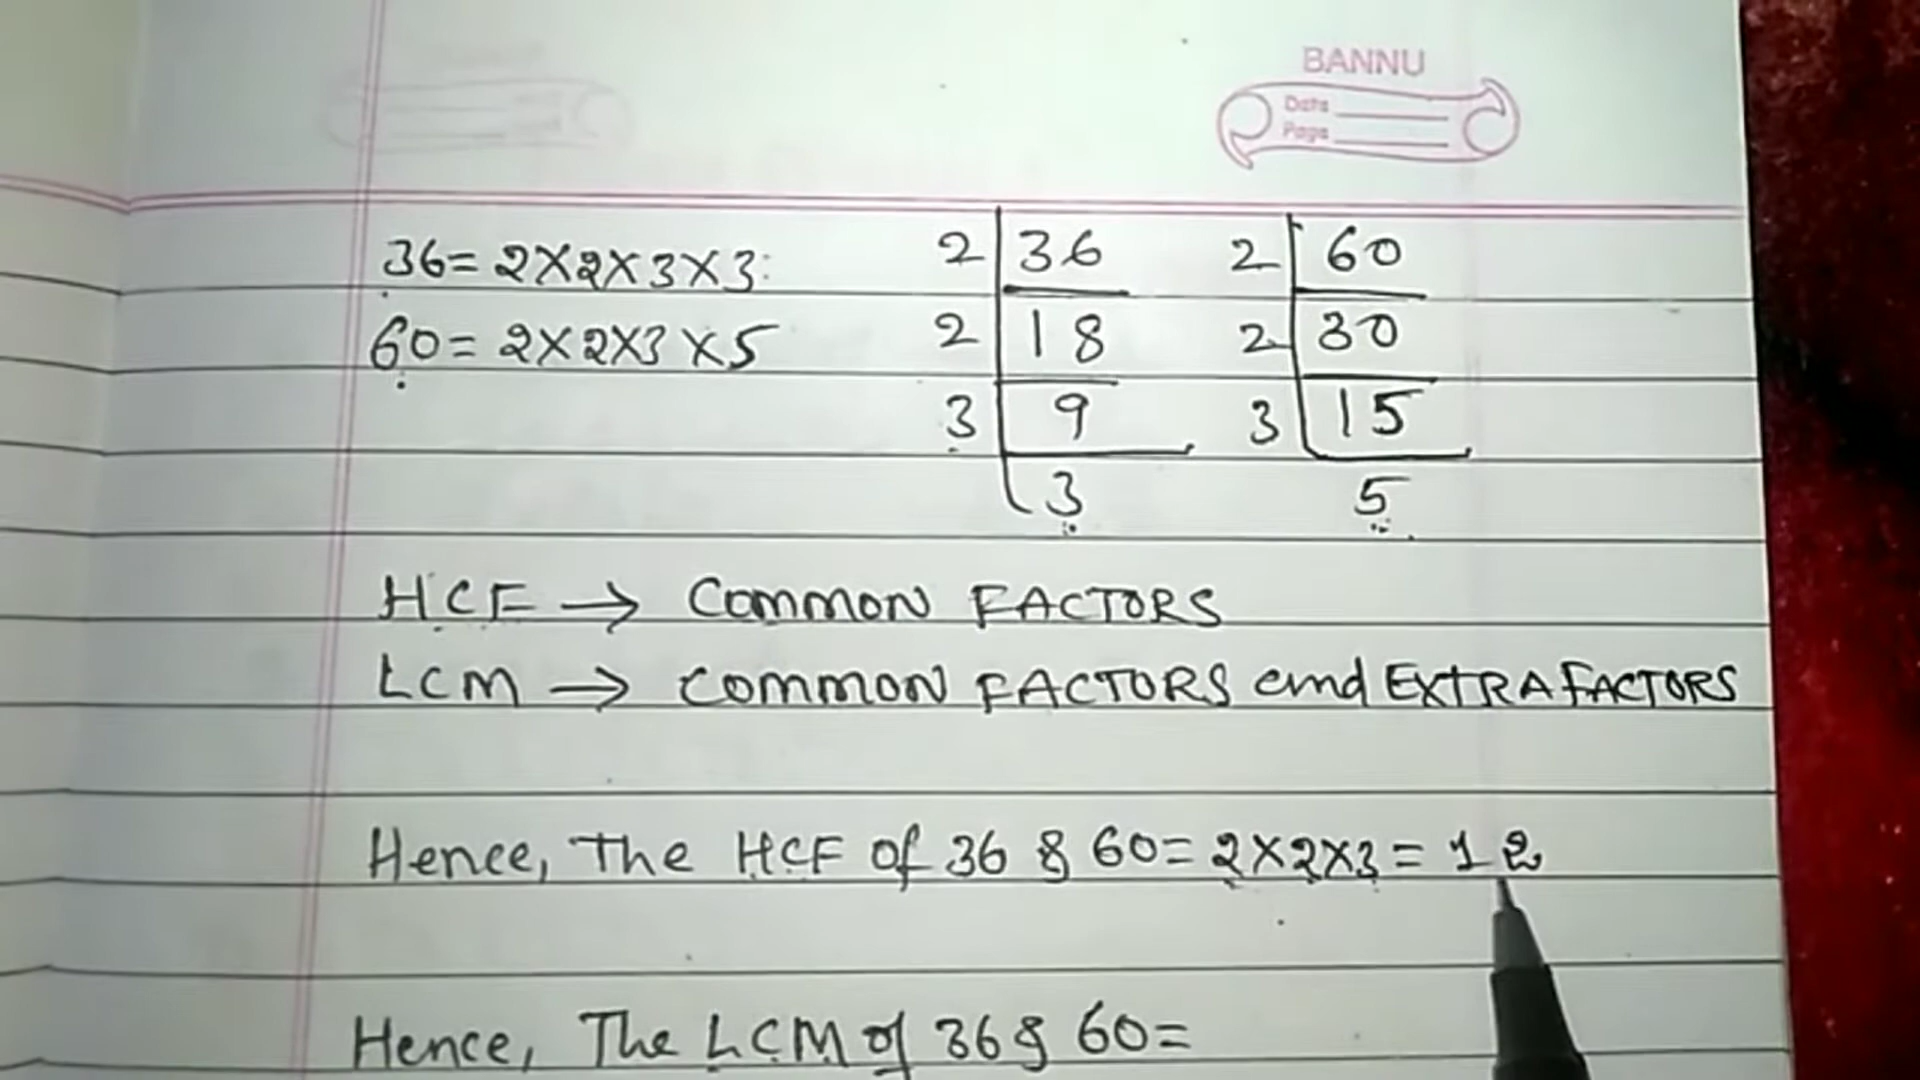 BANNU
Date
Page
36= 2×2×3×3
60= 2×2×3×5
2 36
2 18
3 9
3
2 60
2 30
3 15
5
HCF → Common FACTORS
LCM → Common FACTORS and EXTRA FACTORS
Hence, The HCF of 36 & 60= 2×2×3 = 12
Hence, The LCM of 36 & 60=